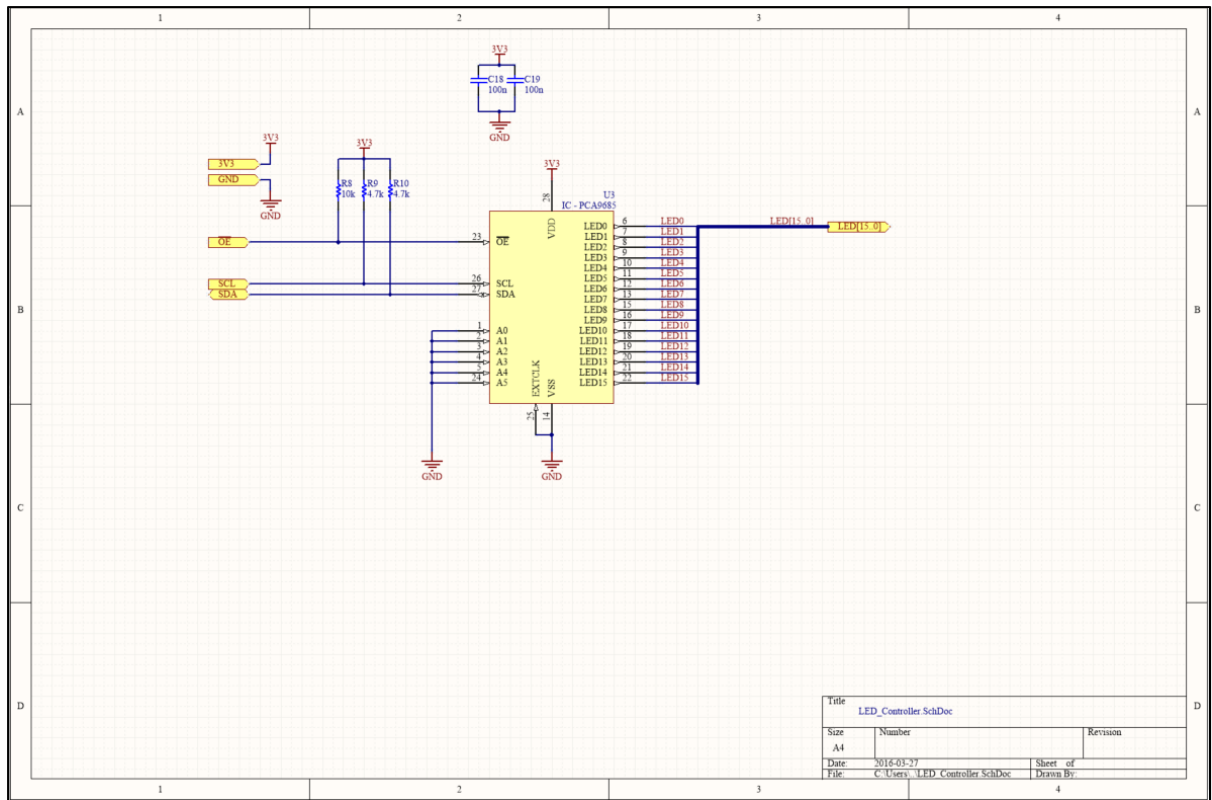 1 2 3 4
A A
B B
C C
D D
1 2 3 4
3V3
C18 C19
100n 100n
GND
3V3
3V3
GND
GND
3V3
R8 R9 R10
10k 4.7k 4.7k
OE
SCL
SDA
3V3
28
U3
IC - PCA9685
VDD
23 OE
26 SCL
27 SDA
1 A0
2 A1
3 A2
4 A3
5 A4
24 A5
EXTCLK VSS
25 14
GND
GND
LED0 6 LED0
LED1 7 LED1
LED2 8 LED2
LED3 9 LED3
LED4 10 LED4
LED5 11 LED5
LED6 12 LED6
LED7 13 LED7
LED8 15 LED8
LED9 16 LED9
LED10 17 LED10
LED11 18 LED11
LED12 19 LED12
LED13 20 LED13
LED14 21 LED14
LED15 22 LED15
LED[15..0] LED[15..0]
Title
LED_Controller.SchDoc
Size Number Revision
A4
Date: 2016-03-27 Sheet of
File: C:\Users\..\LED_Controller.SchDoc Drawn By: